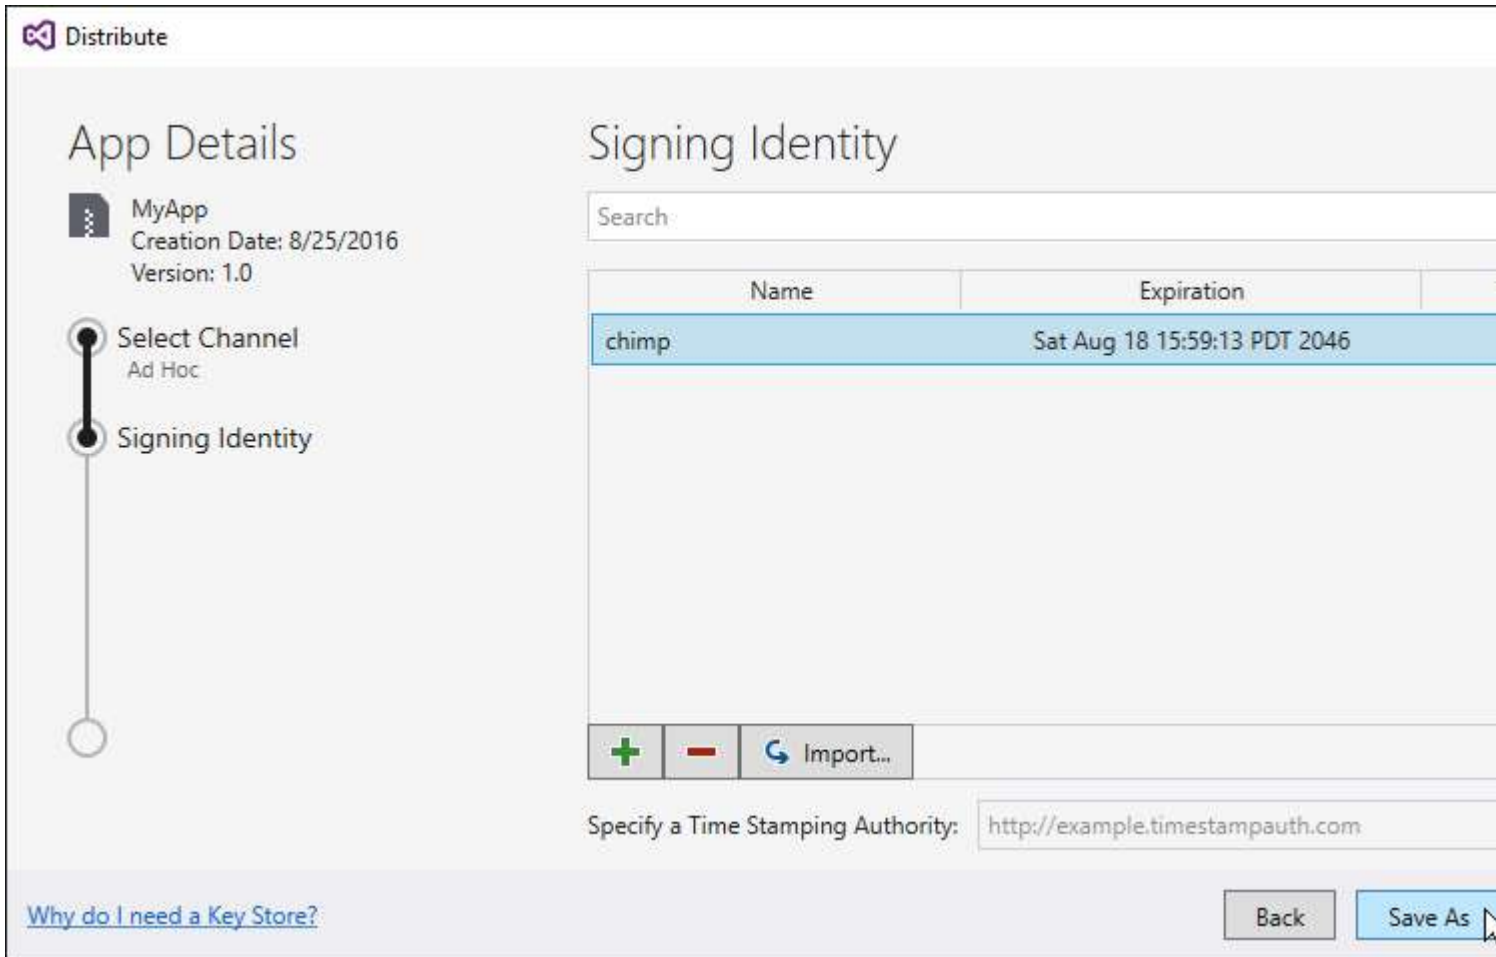 Distribute
App Details
MyApp
Creation Date: 8/25/2016
Version: 1.0
Select Channel
Ad Hoc
Signing Identity
Signing Identity
Search
Name Expiration
chimp Sat Aug 18 15:59:13 PDT 2046
Import...
Specify a Time Stamping Authority: http://example.timestampauth.com
Why do I need a Key Store?
Back Save As